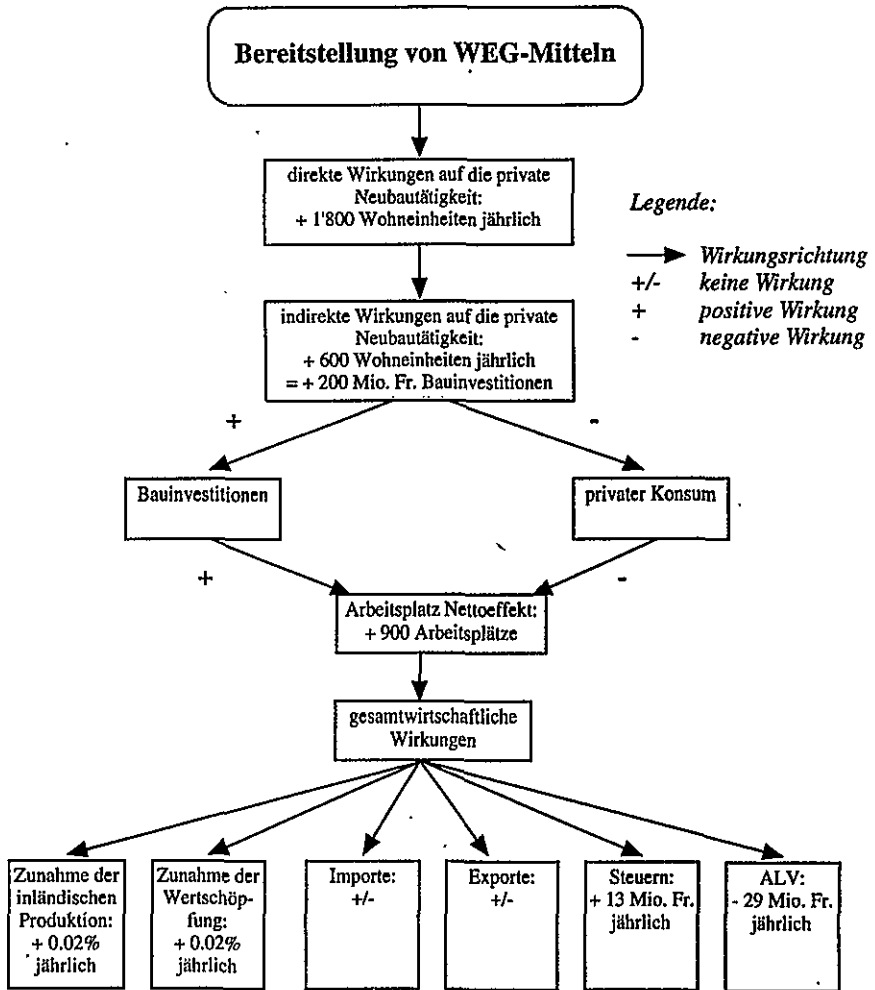 Bereitstellung von WEG-Mitteln
direkte Wirkungen auf die private
Neubautätigkeit:
+ 1'800 Wohneinheiten jährlich
Legende:
Wirkungsrichtung
+/- keine Wirkung
+ positive Wirkung
- negative Wirkung
indirekte Wirkungen auf die private
Neubautätigkeit:
+ 600 Wohneinheiten jährlich
= + 200 Mio. Fr. Bauinvestitionen
+
-
Bauinvestitionen
privater Konsum
+
-
Arbeitsplatz Nettoeffekt:
+ 900 Arbeitsplätze
gesamtwirtschaftliche
Wirkungen
Zunahme der
inländischen
Produktion:
+ 0.02%
jährlich
Zunahme der
Wertschöp-
fung:
+ 0.02%
jährlich
Importe:
+/-
Exporte:
+/-
Steuern:
+ 13 Mio. Fr.
jährlich
ALV:
- 29 Mio. Fr.
jährlich